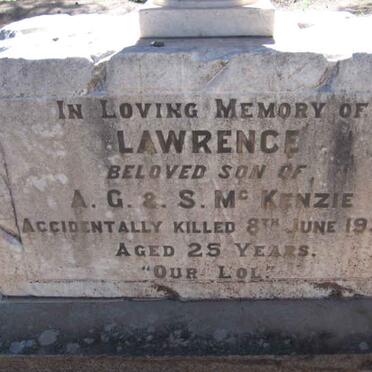 IN LOVING MEMORY OF
LAWRENCE
BELOVED SON OF
A. G. & S. MC KENZIE
ACCIDENTALLY KILLED 8TH JUNE
AGED 25 YEARS.
"OUR LOL."